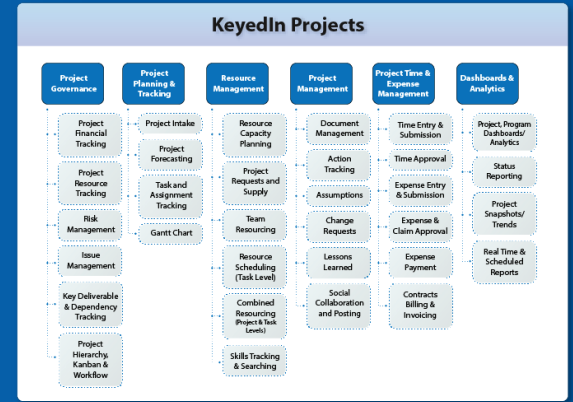 KeyedIn Projects
Project
Governance
Project
Financial
Tracking
Project
Resource
Tracking
Risk
Management
Issue
Management
Key Deliverable
& Dependency
Tracking
Project
Hierarchy,
Kanban &
Workflow
Project
Planning &
Tracking
Project Intake
Project
Forecasting
Task and
Assignment
Tracking
Gantt Chart
Resource
Management
Resource
Capacity
Planning
Project
Requests and
Supply
Team
Resourcing
Resource
Scheduling
(Task Level)
Combined
Resourcing
(Project & Task
Levels)
Skills Tracking
& Searching
Project
Management
Document
Management
Action
Tracking
Assumptions
Change
Requests
Lessons
Learned
Social
Collaboration
and Posting
Project Time &
Expense
Management
Time Entry &
Submission
Time Approval
Expense Entry
& Submission
Expense &
Claim Approval
Expense
Payment
Contracts
Billing &
Invoicing
Dashboards &
Analytics
Project, Program
Dashboards/
Analytics
Status
Reporting
Project
Snapshots/
Trends
Real Time &
Scheduled
Reports